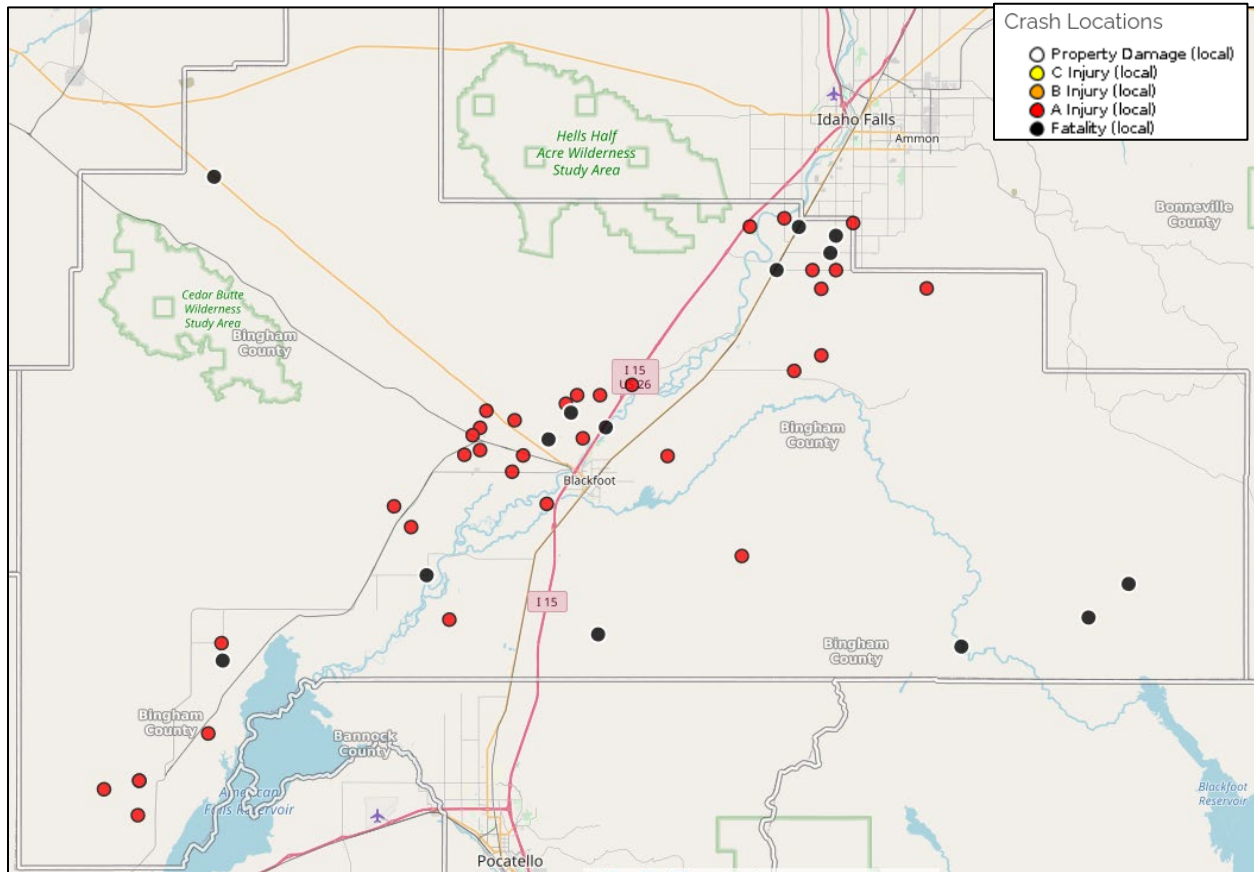 Crash Locations
Property Damage (local)
C Injury (local)
B Injury (local)
A Injury (local)
Fatality (local)
Idaho Falls
Ammon
Hells Half
Acre Wilderness
Study Area
Bonneville
County
Cedar Butte
Wilderness
Study Area
Bingham
County
I 15
Bingham
County
Blackfoot
I 15
Bingham
County
Bingham
County
Bannock
County
American
Falls Reservoir
Blackfoot
Reservoir
Pocatello